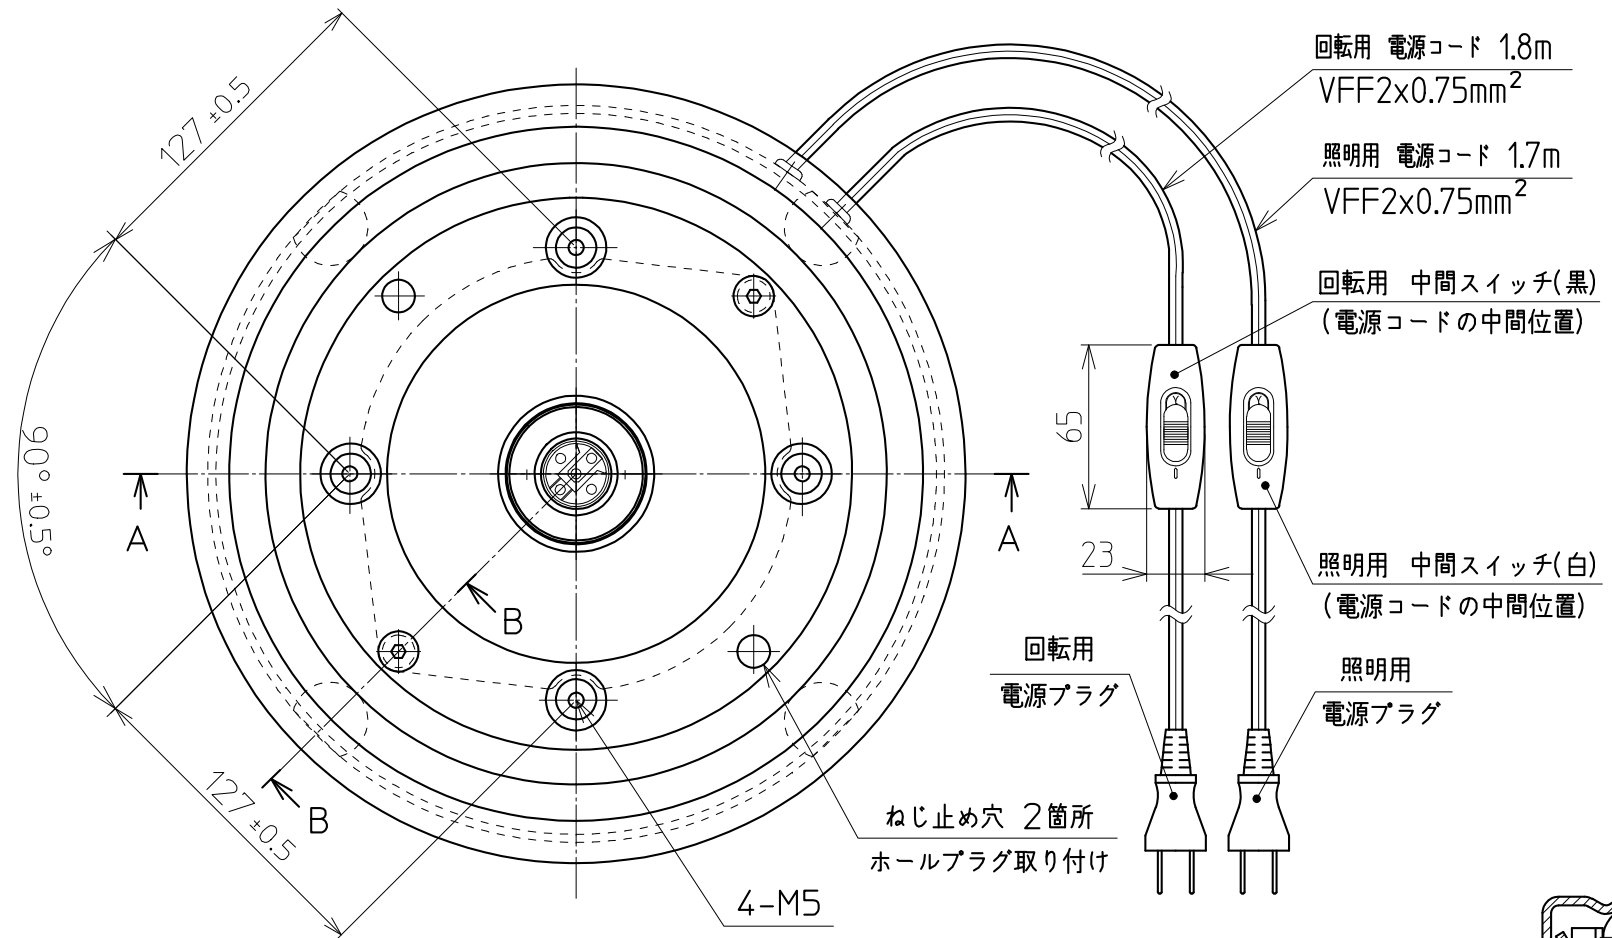 127 ±0.5
回転用 電源コード 1.8m
VFF2x0.75mm²
照明用 電源コード 1.7m
VFF2x0.75mm²
回転用 中間スイッチ(黒)
(電源コードの中間位置)
65
90° ±0.5°
A
A
23
照明用 中間スイッチ(白)
(電源コードの中間位置)
B
回転用
電源プラグ
照明用
電源プラグ
127 ±0.5
B
ねじ止め穴 2箇所
ホールプラグ取り付け
4-M5